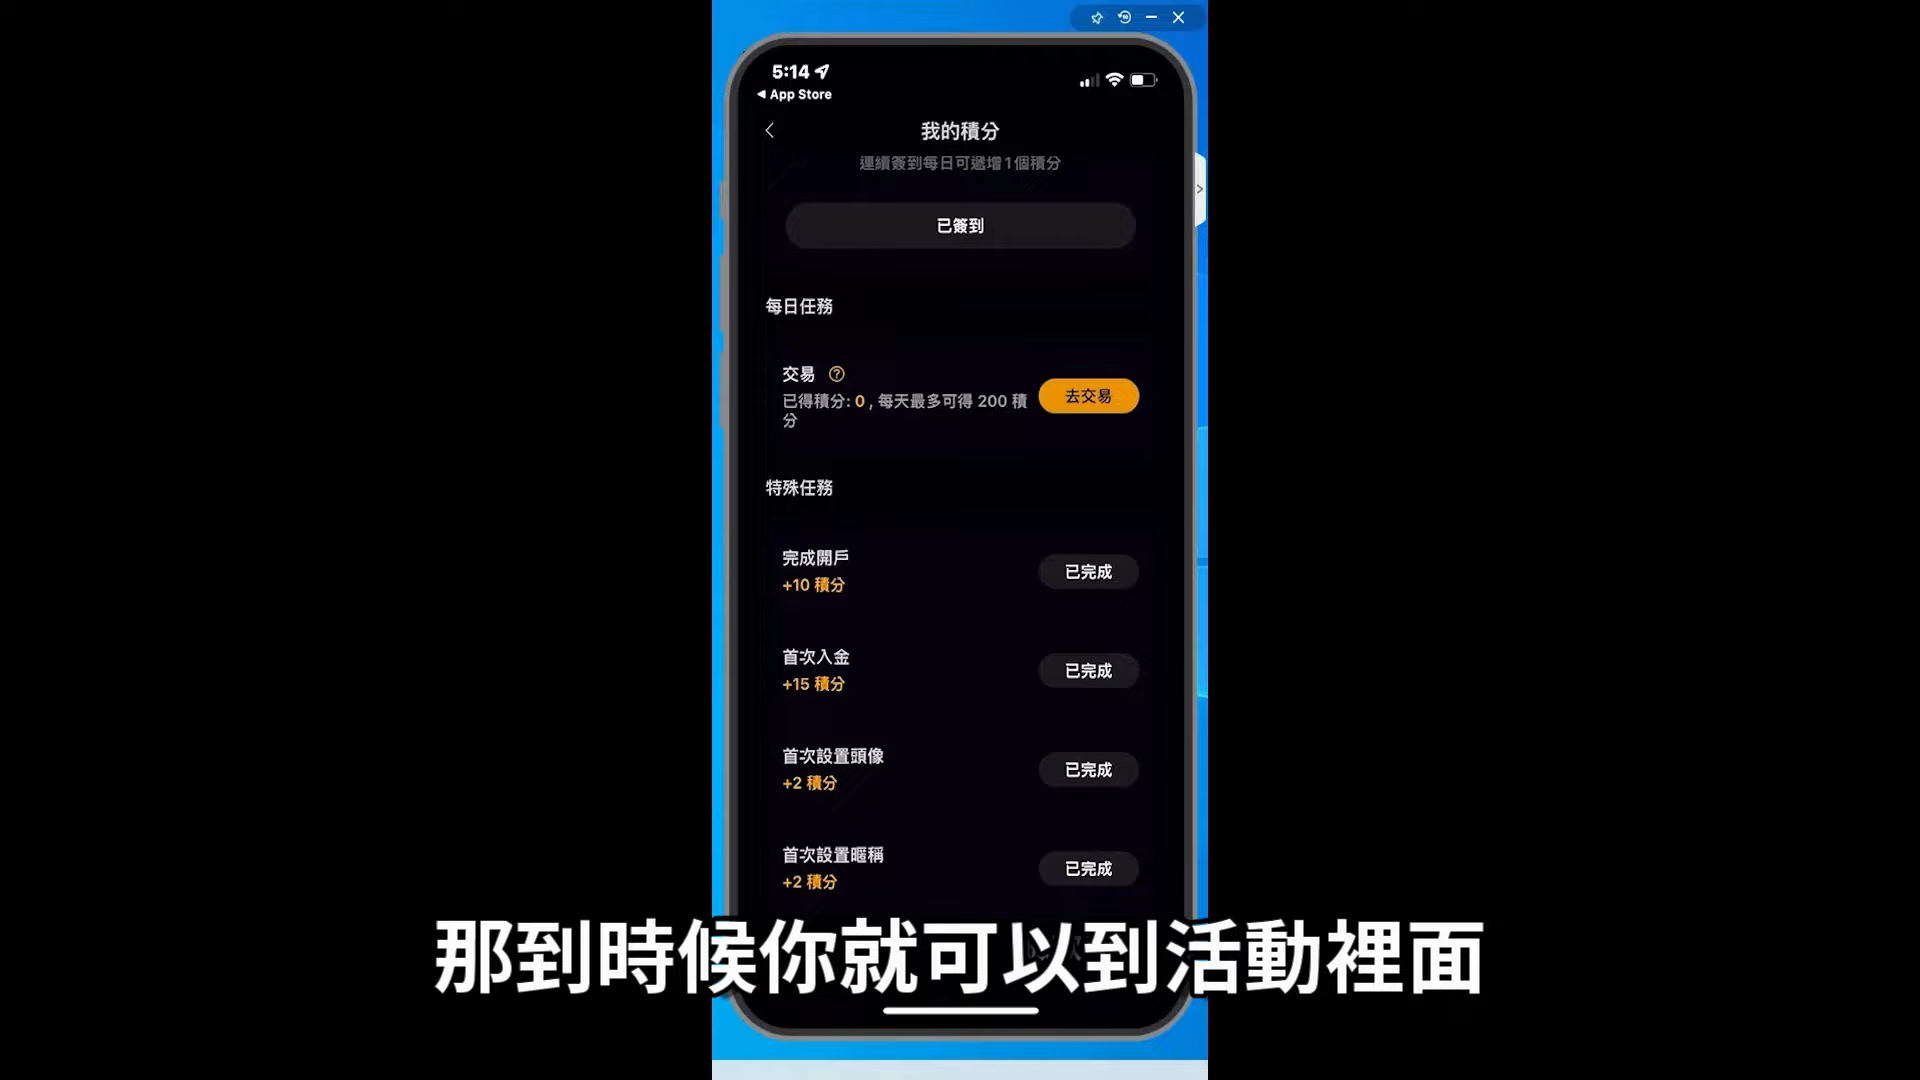 5:14
App Store
我的積分
連續簽到每日可遞增1個積分
已簽到
每日任務
交易 ?
已得積分: 0 , 每天最多可得 200 積分
去交易
特殊任務
完成開戶
+10 積分
已完成
首次入金
+15 積分
已完成
首次設置頭像
+2 積分
已完成
首次設置暱稱
+2 積分
已完成
那到時候你就可以到活動裡面